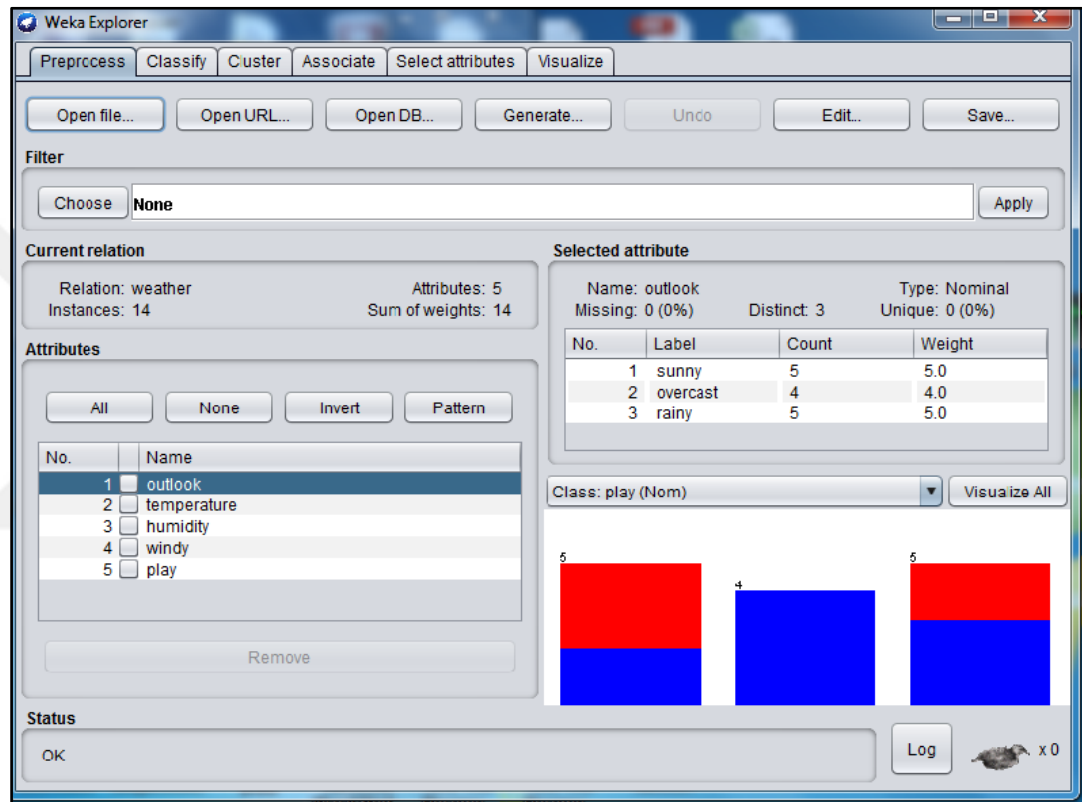 Weka Explorer
Preprocess Classify Cluster Associate Select attributes Visualize
Open file... Open URL... Open DB... Generate... Undo Edit... Save...
Filter
Choose None Apply
Current relation
Relation: weather Attributes: 5
Instances: 14 Sum of weights: 14
Attributes
All None Invert Pattern
No. Name
1 outlook
2 temperature
3 humidity
4 windy
5 play
Remove
Selected attribute
Name: outlook Type: Nominal
Missing: 0 (0%) Distinct: 3 Unique: 0 (0%)
No. Label Count Weight
1 sunny 5 5.0
2 overcast 4 4.0
3 rainy 5 5.0
Class: play (Nom) Visualize All
5 4 5
Status
OK Log x 0